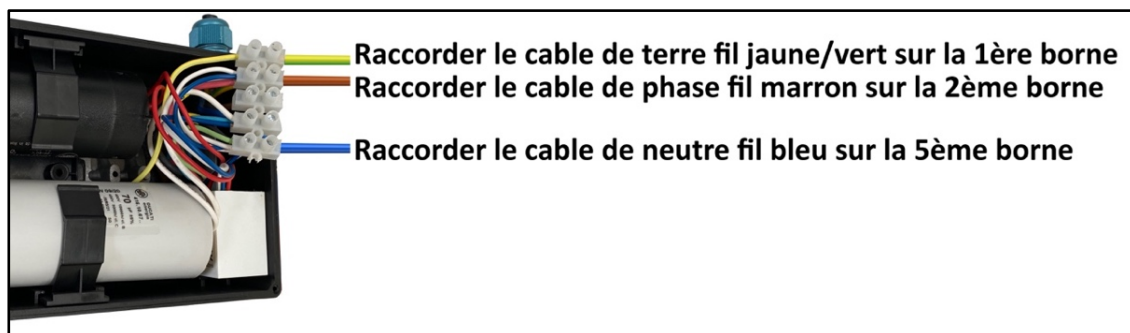 Raccorder le cable de terre fil jaune/vert sur la 1ère borne
Raccorder le cable de phase fil marron sur la 2ème borne
Raccorder le cable de neutre fil bleu sur la 5ème borne
70